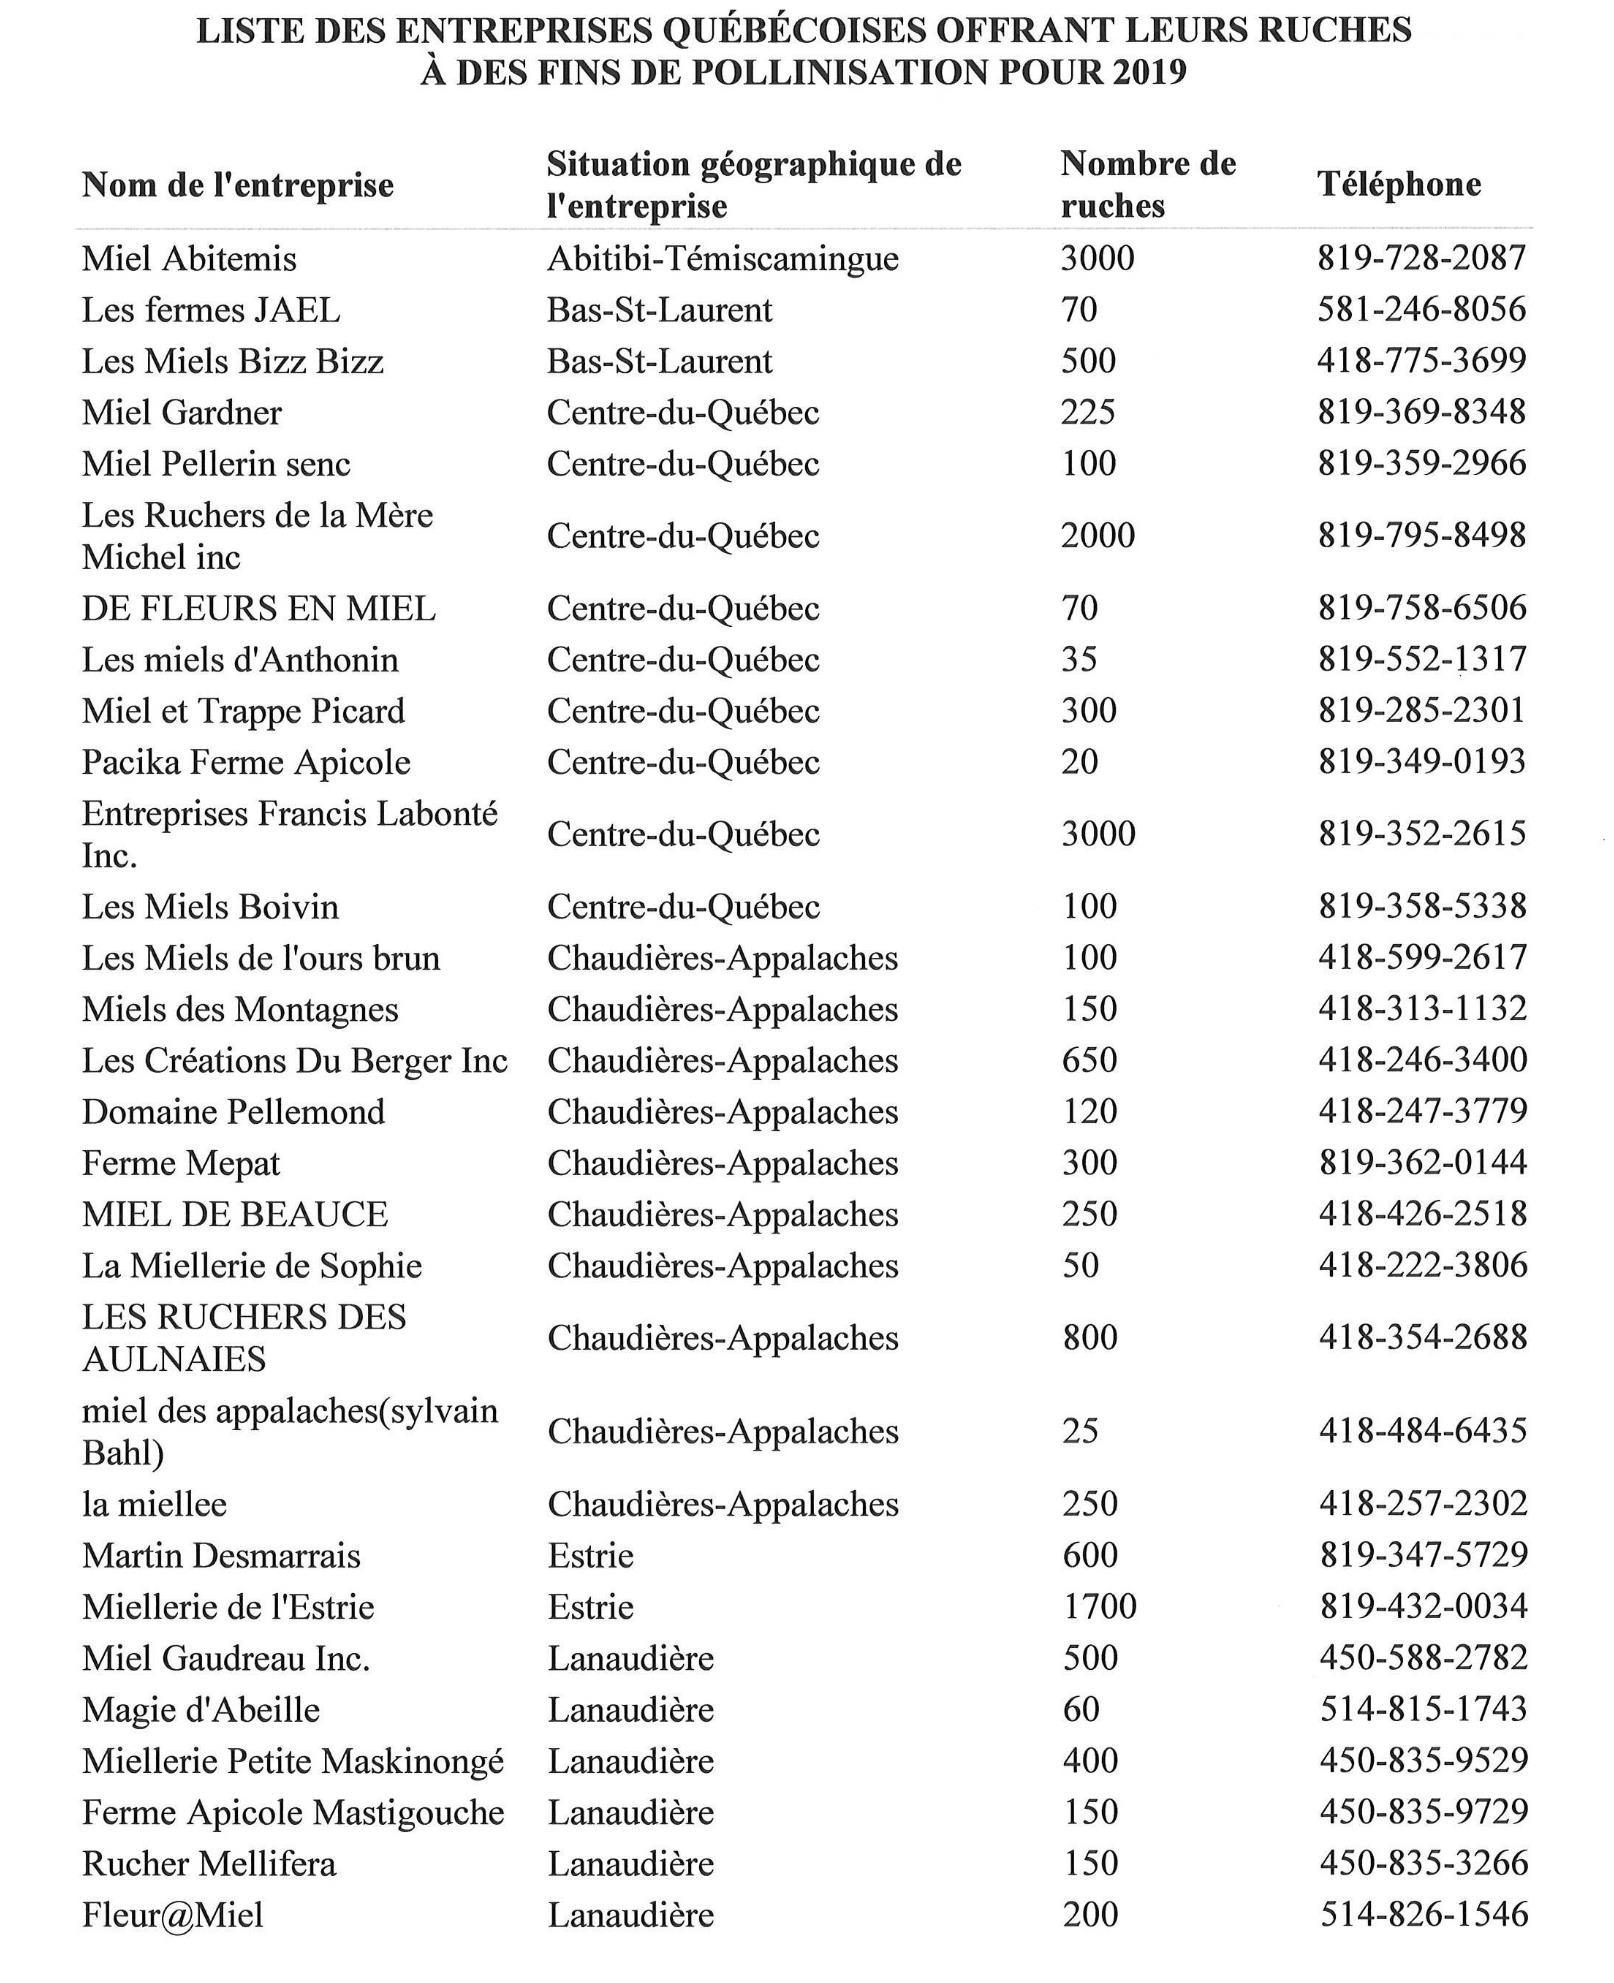 LISTE DES ENTREPRISES QUÉBÉCOISES OFFRANT LEURS RUCHES
À DES FINS DE POLLINISATION POUR 2019
Nom de l'entreprise Situation géographique de l'entreprise Nombre de ruches Téléphone
Miel Abitemis Abitibi-Témiscamingue 3000 819-728-2087
Les fermes JAEL Bas-St-Laurent 70 581-246-8056
Les Miels Bizz Bizz Bas-St-Laurent 500 418-775-3699
Miel Gardner Centre-du-Québec 225 819-369-8348
Miel Pellerin senc Centre-du-Québec 100 819-359-2966
Les Ruchers de la Mère
Michel inc Centre-du-Québec 2000 819-795-8498
DE FLEURS EN MIEL Centre-du-Québec 70 819-758-6506
Les miels d'Anthonin Centre-du-Québec 35 819-552-1317
Miel et Trappe Picard Centre-du-Québec 300 819-285-2301
Pacika Ferme Apicole Centre-du-Québec 20 819-349-0193
Entreprises Francis Labonté
Inc. Centre-du-Québec 3000 819-352-2615
Les Miels Boivin Centre-du-Québec 100 819-358-5338
Les Miels de l'ours brun Chaudières-Appalaches 100 418-599-2617
Miels des Montagnes Chaudières-Appalaches 150 418-313-1132
Les Créations Du Berger Inc Chaudières-Appalaches 650 418-246-3400
Domaine Pellemond Chaudières-Appalaches 120 418-247-3779
Ferme Mepat Chaudières-Appalaches 300 819-362-0144
MIEL DE BEAUCE Chaudières-Appalaches 250 418-426-2518
La Miellerie de Sophie Chaudières-Appalaches 50 418-222-3806
LES RUCHERS DES
AULNAIES Chaudières-Appalaches 800 418-354-2688
miel des appalaches(sylvain
Bahl) Chaudières-Appalaches 25 418-484-6435
la miellee Chaudières-Appalaches 250 418-257-2302
Martin Desmarrais Estrie 600 819-347-5729
Miellerie de l'Estrie Estrie 1700 819-432-0034
Miel Gaudreau Inc. Lanaudière 500 450-588-2782
Magie d'Abeille Lanaudière 60 514-815-1743
Miellerie Petite Maskinongé Lanaudière 400 450-835-9529
Ferme Apicole Mastigouche Lanaudière 150 450-835-9729
Rucher Mellifera Lanaudière 150 450-835-3266
Fleur@Miel Lanaudière 200 514-826-1546